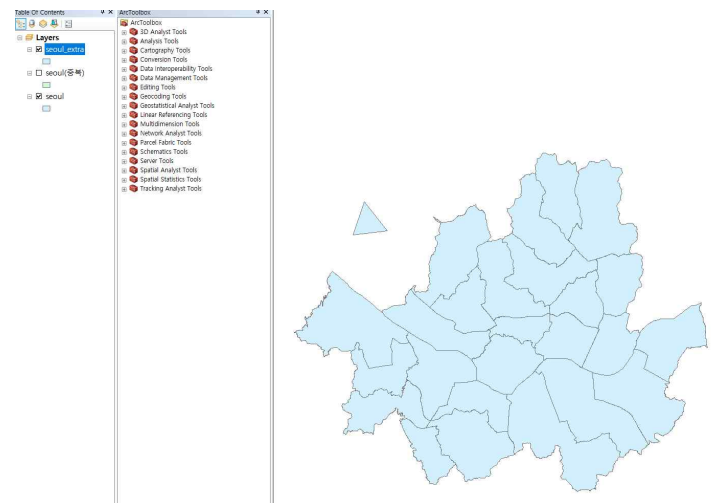 Table Of Contents
Layers
seoul_extra
seoul(중복)
seoul
ArcToolbox
ArcToolbox
3D Analyst Tools
Analysis Tools
Cartography Tools
Conversion Tools
Data Interoperability Tools
Data Management Tools
Editing Tools
Geocoding Tools
Geostatistical Analyst Tools
Linear Referencing Tools
Multidimension Tools
Network Analyst Tools
Parcel Fabric Tools
Schematics Tools
Server Tools
Spatial Analyst Tools
Spatial Statistics Tools
Tracking Analyst Tools